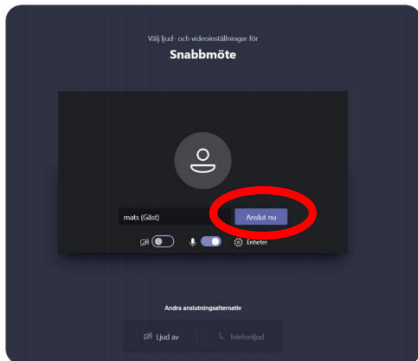 Välj ljud- och videoinställningar för
Snabbmöte
mats (Gäst)
Anslut nu
Enheter
Andra anslutningsalternativ
Ljud av
Telefonljud